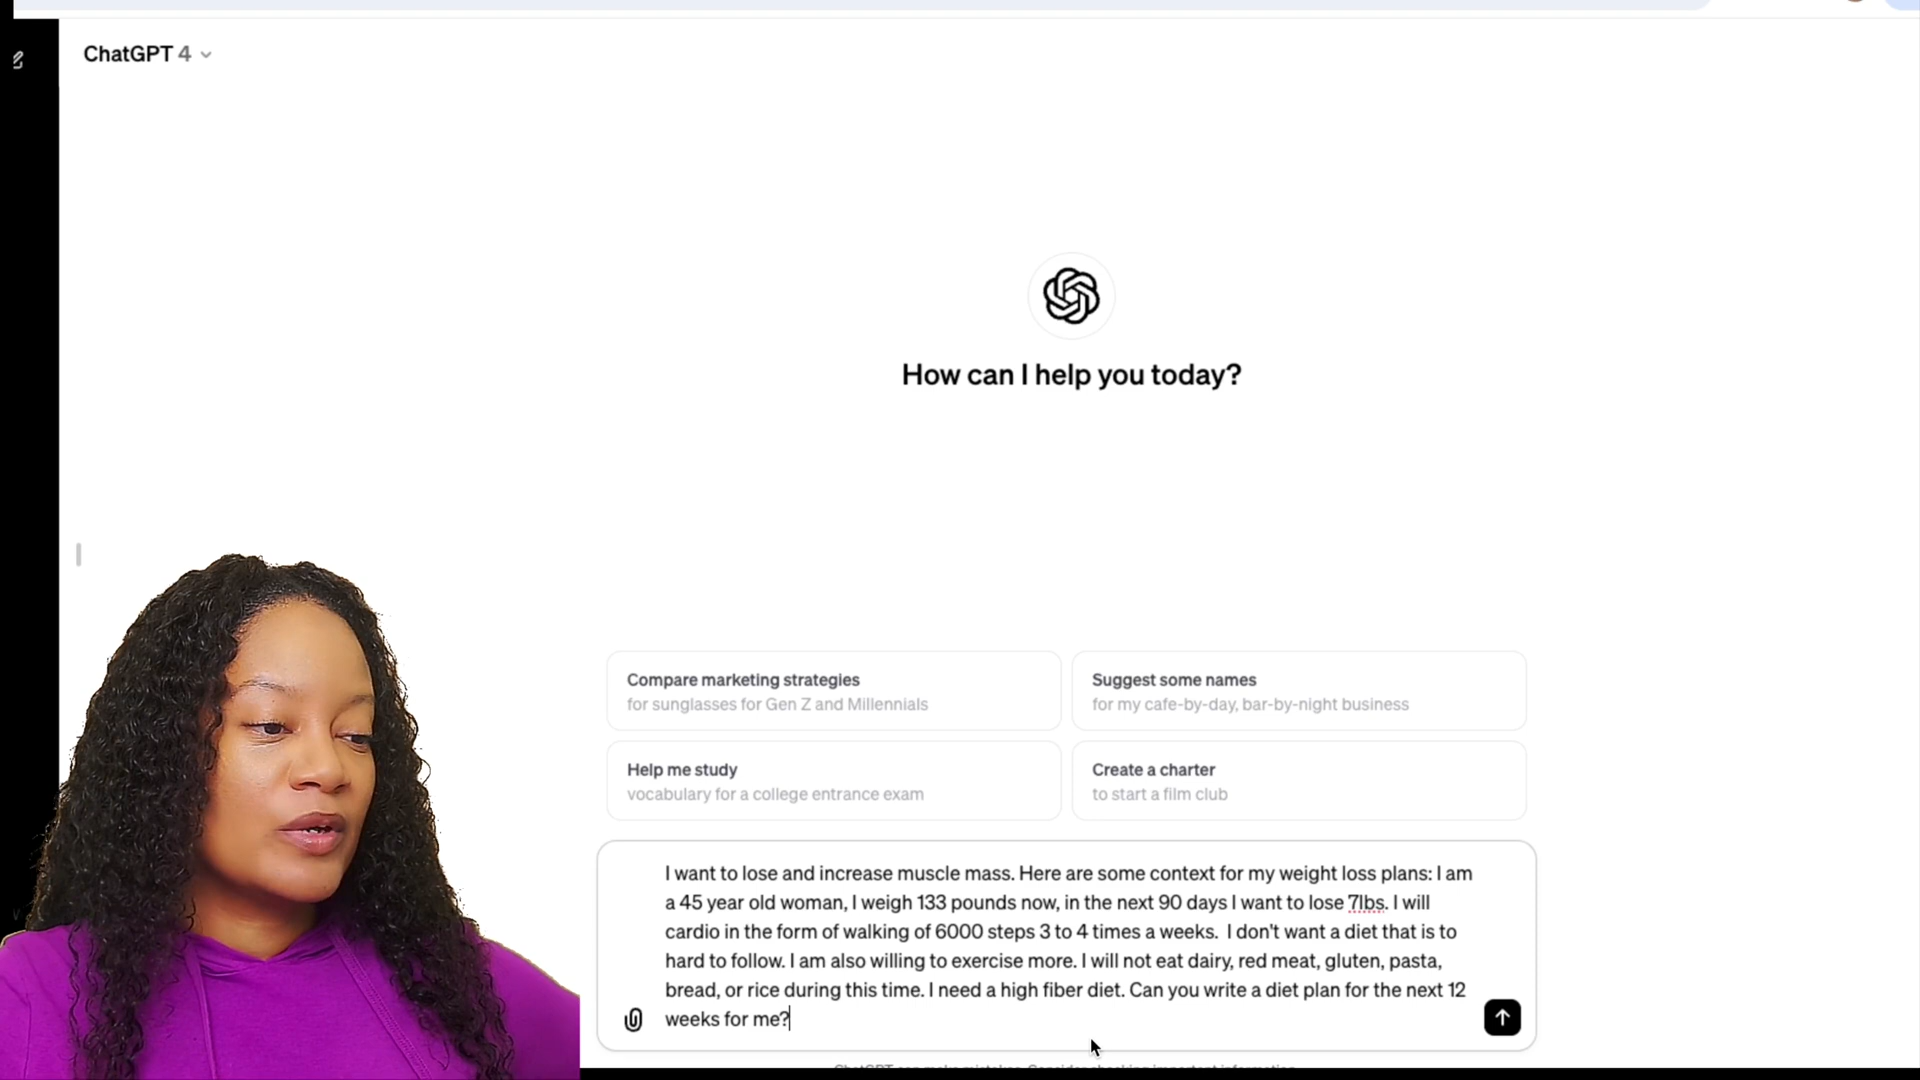 ChatGPT 4
How can I help you today?
Compare marketing strategies
for sunglasses for Gen Z and Millennials
Suggest some names
for my cafe-by-day, bar-by-night business
Help me study
vocabulary for a college entrance exam
Create a charter
to start a film club
I want to lose and increase muscle mass. Here are some context for my weight loss plans: I am
a 45 year old woman, I weigh 133 pounds now, in the next 90 days I want to lose 7lbs. I will
cardio in the form of walking of 6000 steps 3 to 4 times a weeks.  I don't want a diet that is to
hard to follow. I am also willing to exercise more. I will not eat dairy, red meat, gluten, pasta,
bread, or rice during this time. I need a high fiber diet. Can you write a diet plan for the next 12
weeks for me?